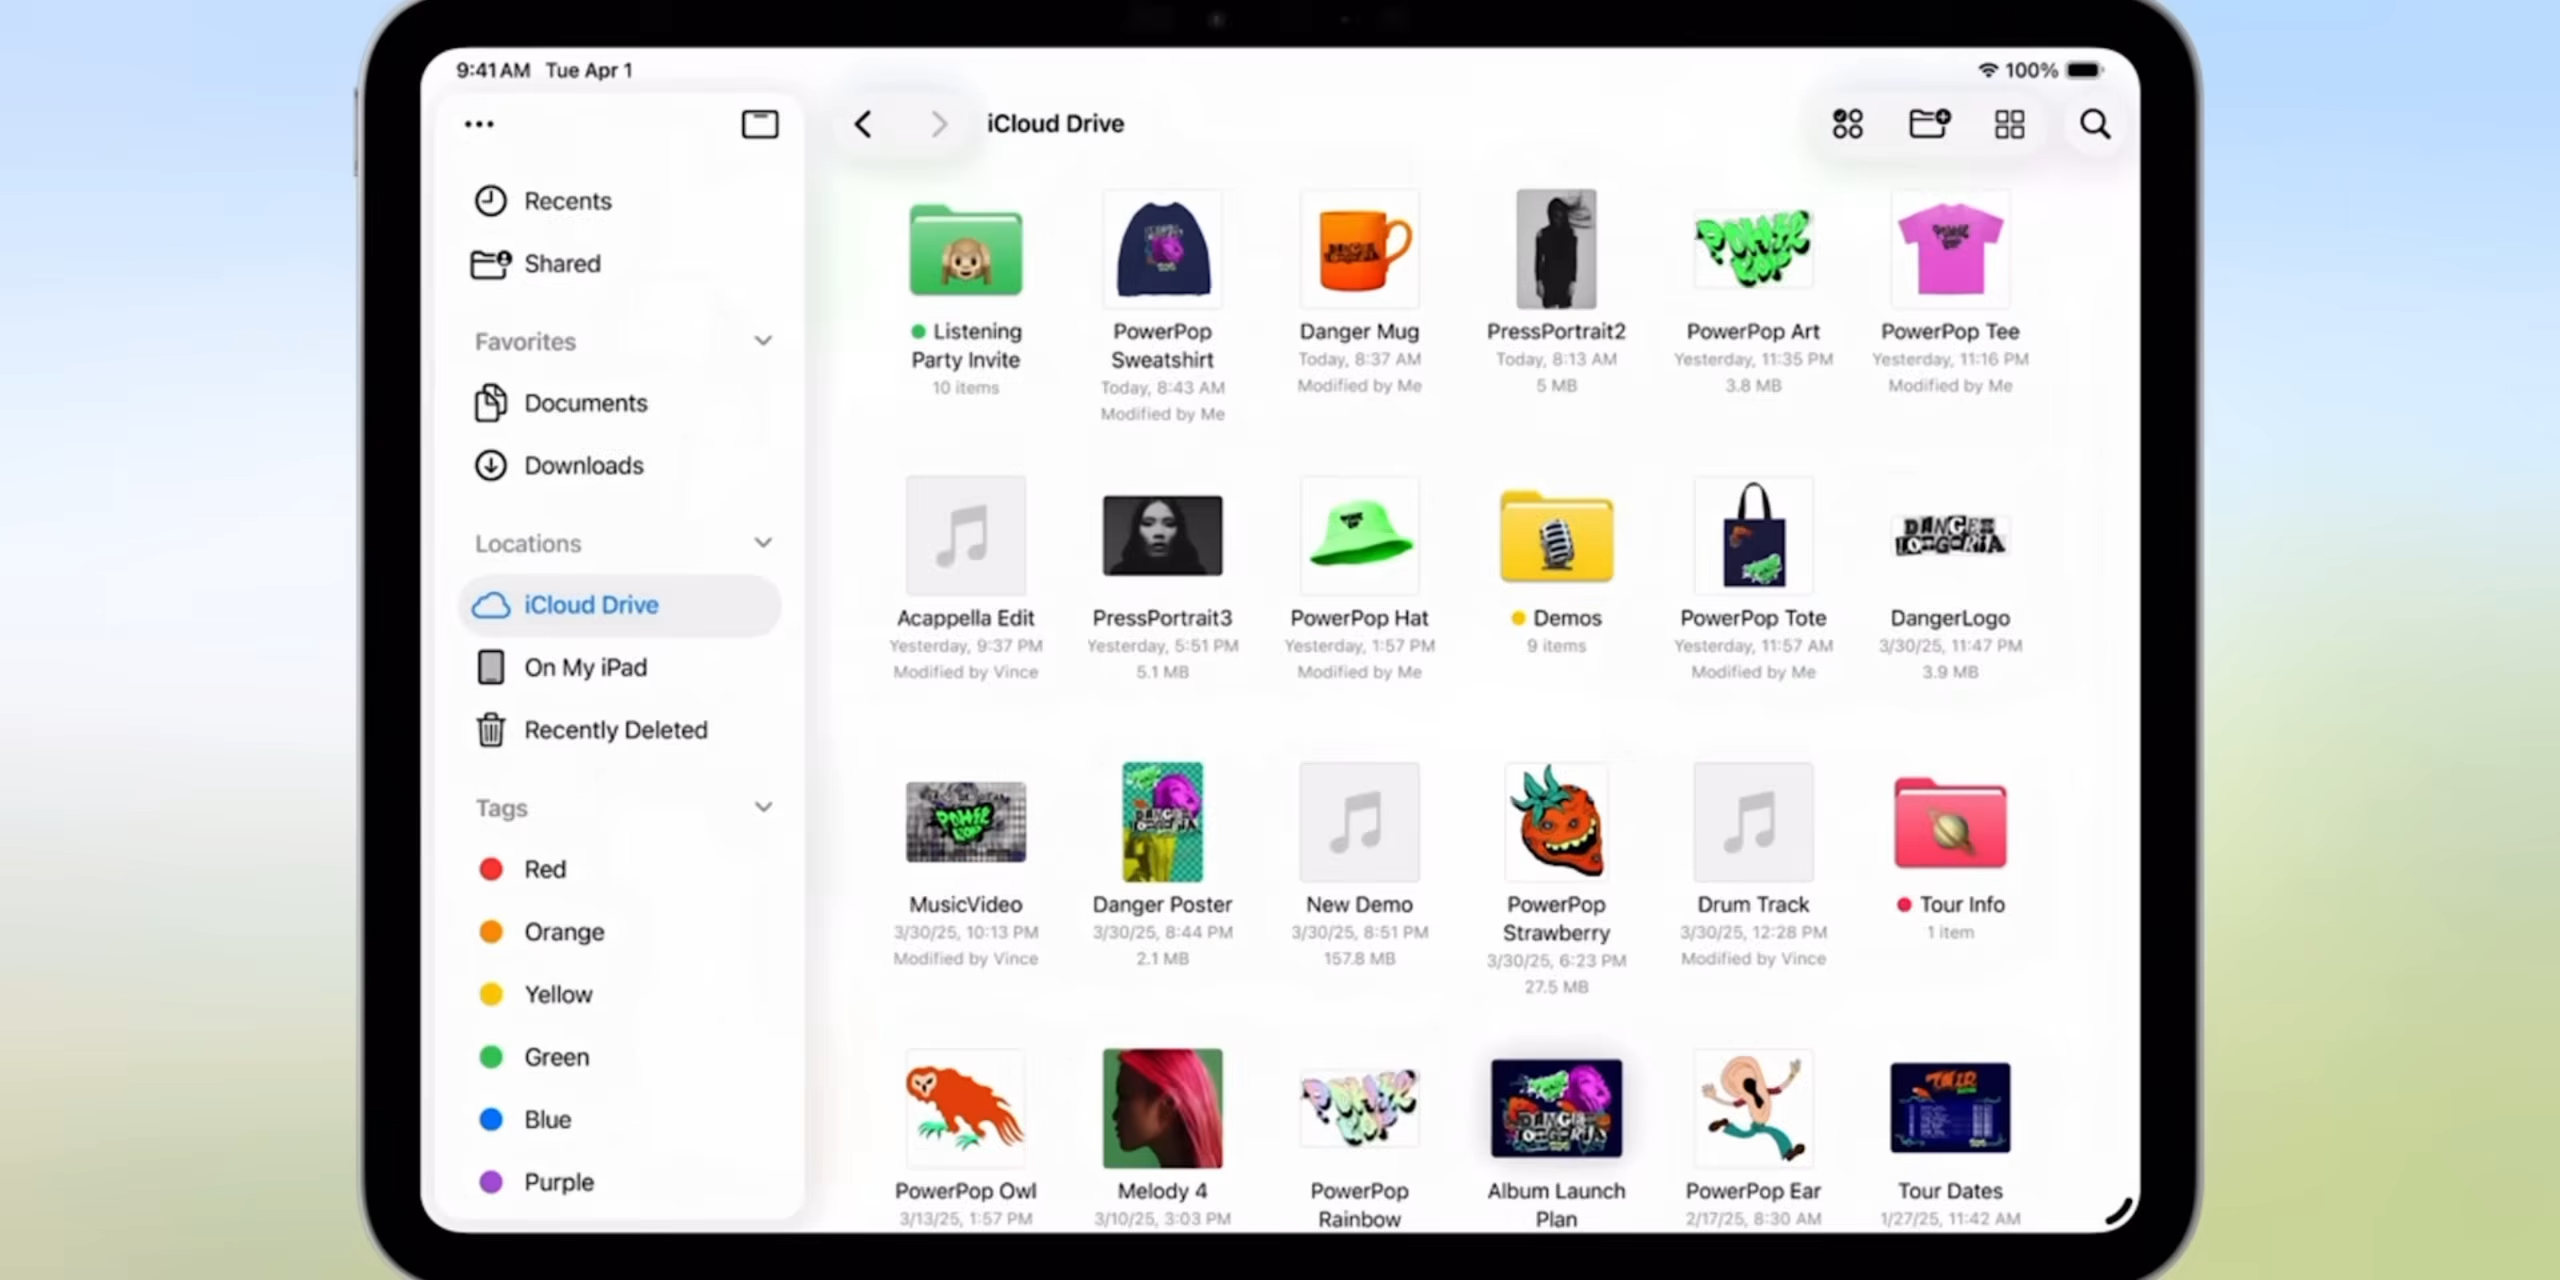 9:41 AM Tue Apr 1
100%
iCloud Drive
Recents
Shared
Favorites
Documents
Downloads
Locations
iCloud Drive
On My iPad
Recently Deleted
Tags
Red
Orange
Yellow
Green
Blue
Purple
POWER POP
Listening
Party Invite
10 items
PowerPop
Sweatshirt
Today, 8:43 AM
Modified by Me
Danger Mug
Today, 8:37 AM
Modified by Me
PressPortrait2
Today, 8:13 AM
5 MB
PowerPop Art
Yesterday, 11:35 PM
3.8 MB
PowerPop Tee
Yesterday, 11:16 PM
Modified by Me
DANGER
LONGORIA
Acappella Edit
Yesterday, 9:37 PM
Modified by Vince
PressPortrait3
Yesterday, 5:51 PM
5.1 MB
PowerPop Hat
Yesterday, 1:57 PM
Modified by Me
Demos
9 items
PowerPop Tote
Yesterday, 11:57 AM
Modified by Me
DangerLogo
3/30/25, 11:47 PM
3.9 MB
MusicVideo
3/30/25, 10:13 PM
Modified by Vince
Danger Poster
3/30/25, 8:44 PM
2.1 MB
New Demo
3/30/25, 8:51 PM
157.8 MB
PowerPop
Strawberry
3/30/25, 6:23 PM
27.5 MB
Drum Track
3/30/25, 12:28 PM
Modified by Vince
Tour Info
1 item
PowerPop Owl
3/13/25, 1:57 PM
Melody 4
3/10/25, 3:03 PM
PowerPop
Rainbow
Album Launch
Plan
PowerPop Ear
2/17/25, 8:30 AM
Tour Dates
1/27/25, 11:42 AM